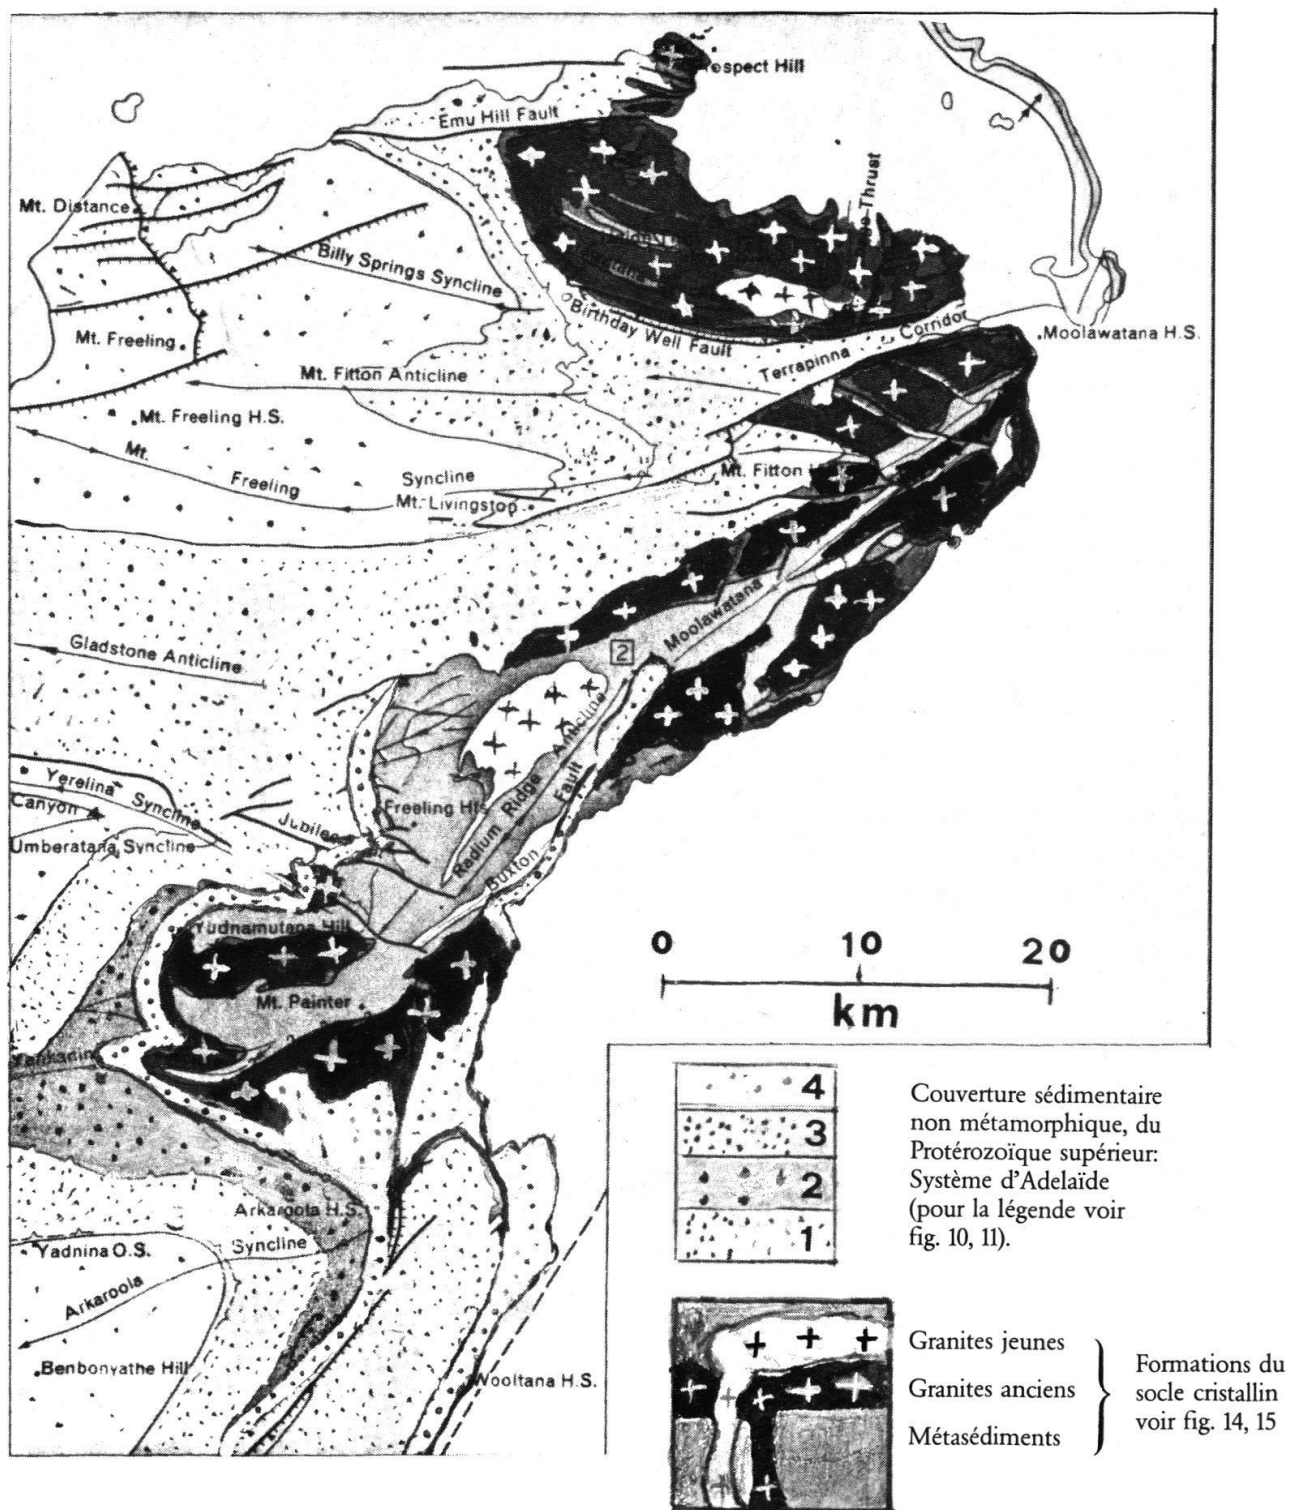 Prospect Hill
Emu Hill Fault
Thrust
Mt. Distance
Billy Springs Syncline
Birthday Well Fault
Terrapinna Corridor
Moolawatana H.S.
Mt. Freeling
Mt. Fitton Anticline
Mt. Freeling H.S.
Mt. Freeling Syncline
Mt. Fitton
Mt. Livingston
Moolawatana
Gladstone Anticline
2
Radium Ridge Anticline
Freeling Hts
Buxton Fault
Yerelina Syncline
Canyon
Jubilee
Umberatana Syncline
Yudnamutana Hill
Mt. Painter
0 10 20
km
Arkaroola H.S.
Yadnina O.S.
Arkaroola Syncline
Benbonyathe Hill
Wooltana H.S.
4
3
2
1
Couverture sédimentaire
non métamorphique, du
Protérozoïque supérieur:
Système d'Adelaïde
(pour la légende voir
fig. 10, 11).
Granites jeunes
Granites anciens
Métasédiments
Formations du
socle cristallin
voir fig. 14, 15